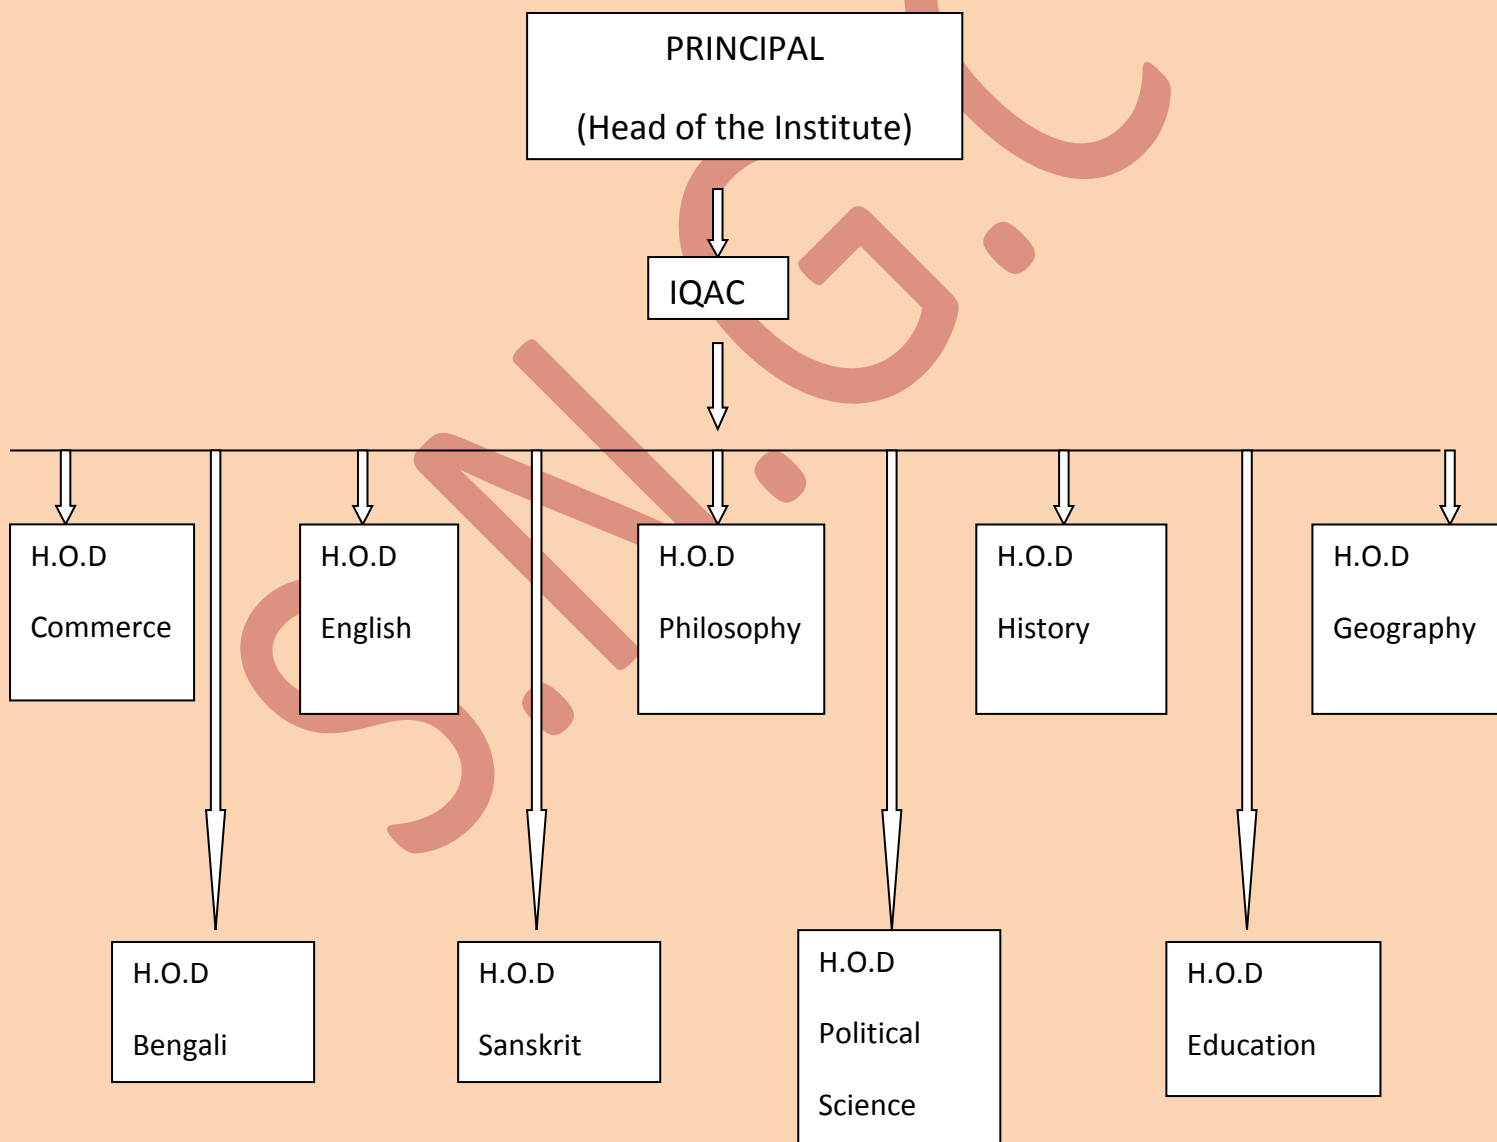 PRINCIPAL
(Head of the Institute)
IQAC
H.O.D
Commerce
H.O.D
English
H.O.D
Philosophy
H.O.D
History
H.O.D
Geography
H.O.D
Bengali
H.O.D
Sanskrit
H.O.D
Political
Science
H.O.D
Education
S.N.G.C